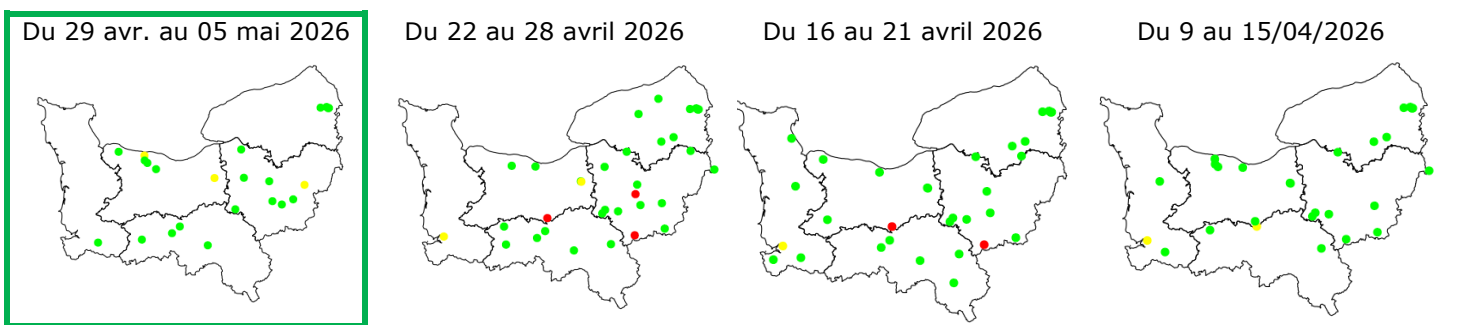 Du 29 avr. au 05 mai 2026
Du 22 au 28 avril 2026
Du 16 au 21 avril 2026
Du 9 au 15/04/2026